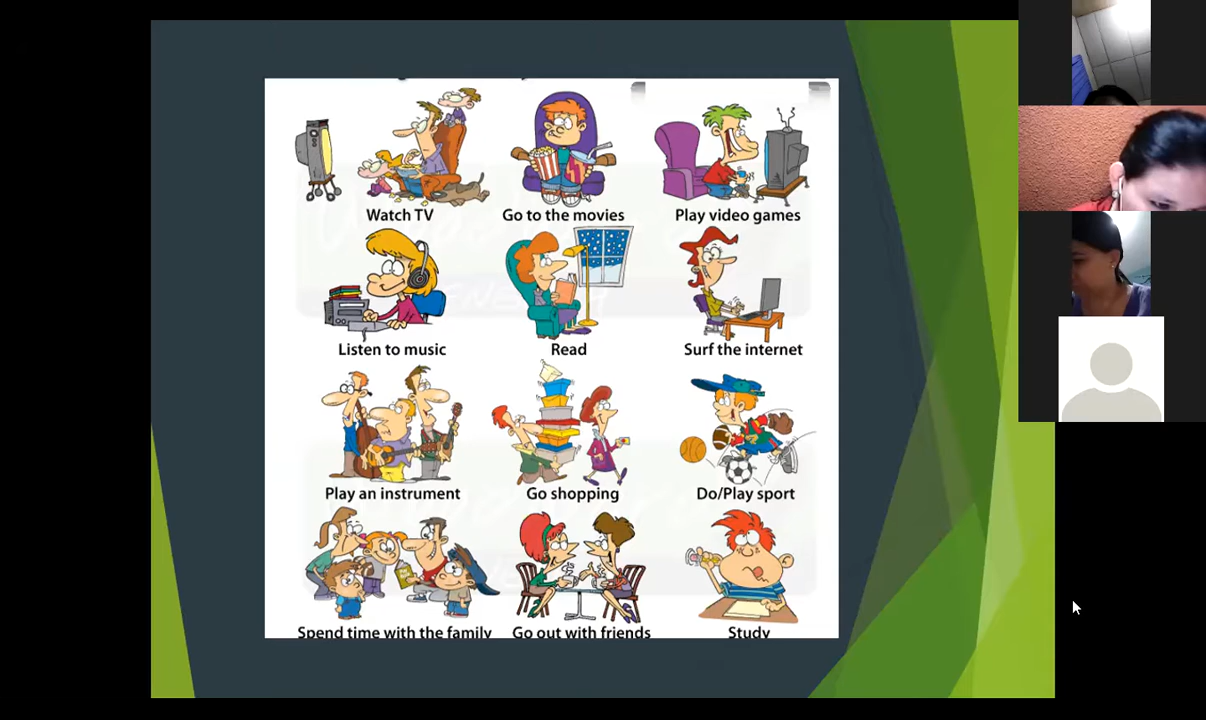 Watch TV
Go to the movies
Play video games
Listen to music
Read
Surf the internet
Play an instrument
Go shopping
Do/Play sport
Spend time with the family
Go out with friends
Study